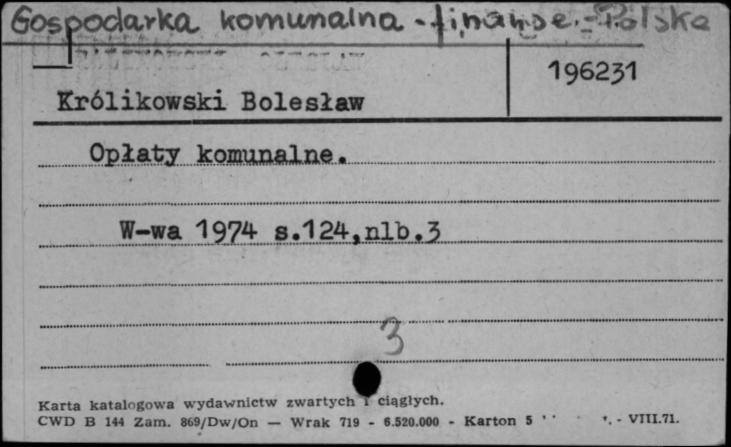 Gospodarka komunalna - finanse - Polska
196231
Królikowski Bolesław
Opłaty komunalne.
W-wa 1974 s.124,nlb.3
3
Karta katalogowa wydawnictw zwartych i ciągłych.
CWD B 144 Zam. 869/Dw/On — Wrak 719 - 6.520.000 - Karton 5 - VIII.71.